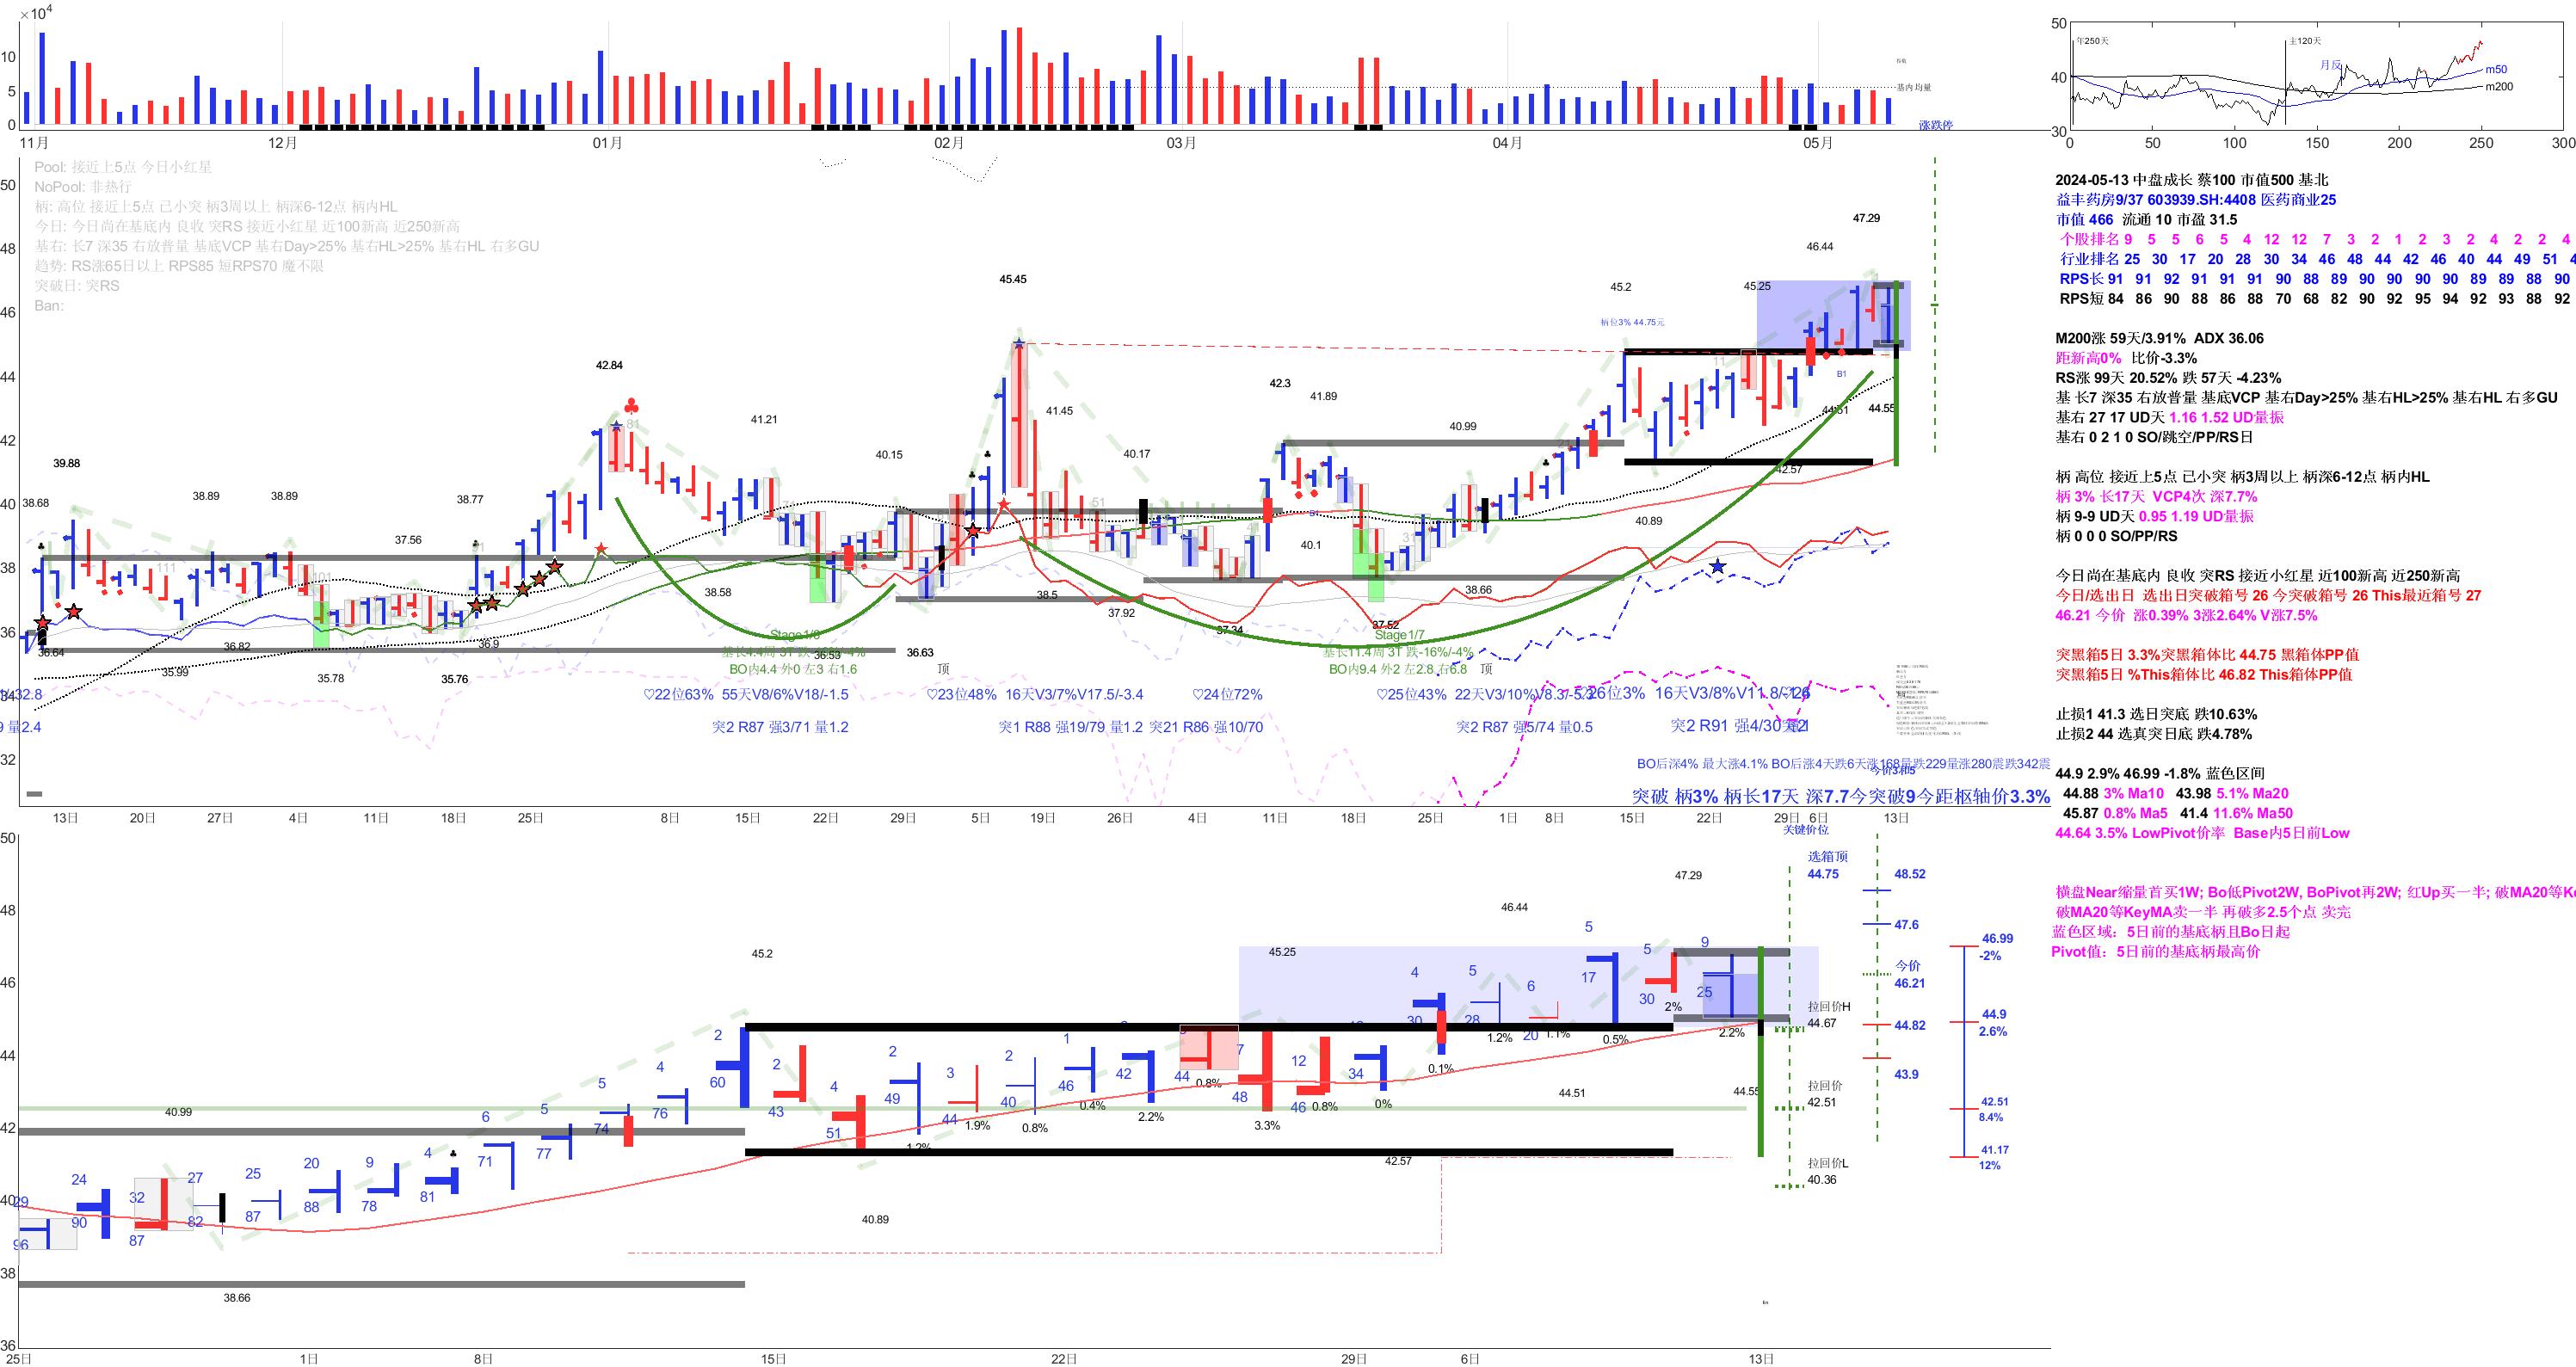 ×10⁴
10
5
0
11月
12月
01月
02月
03月
04月
05月
基内均量
涨跌停
50
40
30
年250天
主120天
月反
m50
m200
0
50
100
150
200
250
300
Pool: 接近上5点 今日小红星
NoPool: 非热行
柄: 高位 接近上5点 己小突 柄3周以上 柄深6-12点 柄内HL
今日: 今日尚在基底内 良收 突RS 接近小红星 近100新高 近250新高
基右: 长7 深35 右放普量 基底VCP 基右Day>25% 基右HL>25% 基右HL 右多GU
趋势: RS涨65日以上 RPS85 短RPS70 魔不限
突破日: 突RS
Ban:
50
48
46
44
42
40
38
36
34
32
38.68
39.88
38.89
38.89
37.56
38.77
42.84
41.21
40.15
45.45
41.45
40.17
42.3
41.89
40.99
45.2
45.25
46.44
47.29
柄位3% 44.75元
B1
44.51
44.55
42.57
40.89
40.1
38.66
38.5
37.92
37.34
37.52
38.58
36.53
36.63
36.64
35.99
36.82
35.78
35.76
36.9
Stage1/8
BO内4.4 外0 左3 右1.6
顶
Stage1/7
基长11.4周 3T 跌-16%/-4%
BO内9.4 外2 左2.8 右6.8
顶
♡22位63% 55天V8/6%V18/-1.5
♡23位48% 16天V3/7%V17.5/-3.4
♡24位72%
♡25位43% 22天V3/10%V8.3/-5.3
26位3% 16天V3/8%V11.8/-2.6
量2.4
突2 R87 强3/71 量1.2
突1 R88 强19/79 量1.2
突21 R86 强10/70
突2 R87 强5/74 量0.5
突2 R91 强4/30
BO后深4% 最大涨4.1% BO后涨4天跌6天涨168量跌229量涨280震跌342震
突破 柄3% 柄长17天 深7.7今突破9今距枢轴价3.3%
13日
20日
27日
4日
11日
18日
25日
8日
15日
22日
29日
5日
19日
26日
4日
11日
18日
25日
1日
8日
15日
22日
29日
6日
13日
2024-05-13 中盘成长 蔡100 市值500 基北
益丰药房9/37 603939.SH:4408 医药商业25
市值 466 流通 10 市盈 31.5
个股排名 9 5 5 6 5 4 12 12 7 3 2 1 2 3 2 4 2 2 4
行业排名 25 30 17 20 28 30 34 46 48 44 42 46 40 44 49 51 4
RPS长 91 91 92 91 91 91 90 88 89 90 90 90 90 89 89 88 90
RPS短 84 86 90 88 86 88 70 68 82 90 92 95 94 92 93 88 92
M200涨 59天/3.91% ADX 36.06
距新高0% 比价-3.3%
RS涨 99天 20.52% 跌 57天 -4.23%
基 长7 深35 右放普量 基底VCP 基右Day>25% 基右HL>25% 基右HL 右多GU
基右 27 17 UD天 1.16 1.52 UD量振
基右 0 2 1 0 SO/跳空/PP/RS日
柄 高位 接近上5点 己小突 柄3周以上 柄深6-12点 柄内HL
柄 3% 长17天 VCP4次 深7.7%
柄 9-9 UD天 0.95 1.19 UD量振
柄 0 0 0 SO/PP/RS
今日尚在基底内 良收 突RS 接近小红星 近100新高 近250新高
今日/选出日 选出日突破箱号 26 今突破箱号 26 This最近箱号 27
46.21 今价 涨0.39% 3涨2.64% V涨7.5%
突黑箱5日 3.3%突黑箱体比 44.75 黑箱体PP值
突黑箱5日 %This箱体比 46.82 This箱体PP值
止损1 41.3 选日突底 跌10.63%
止损2 44 选真突日底 跌4.78%
44.9 2.9% 46.99 -1.8% 蓝色区间
44.88 3% Ma10 43.98 5.1% Ma20
45.87 0.8% Ma5 41.4 11.6% Ma50
44.64 3.5% LowPivot价率 Base内5日前Low
横盘Near缩量首买1W; Bo低Pivot2W, BoPivot再2W; 红Up买一半; 破MA20等Ke
破MA20等KeyMA卖一半 再破多2.5个点 卖完
蓝色区域：5日前的基底柄且Bo日起
Pivot值：5日前的基底柄最高价
50
48
46
44
42
40
38
36
40.99
38.66
45.2
45.25
46.44
47.29
44.51
44.55
42.57
40.89
29
96
24
90
32
87
27
82
25
87
20
88
9
78
4
81
6
71
5
77
5
74
4
76
2
60
2
43
4
51
2
49
3
44
2
40
1
46
42
44
7
48
12
46
34
4
30
5
28
6
20
5
17
5
30
9
25
1.9%
0.8%
0.4%
2.2%
0.8%
3.3%
0.8%
0%
0.1%
1.2%
1.1%
0.5%
2%
2.2%
关键价位
选箱顶
44.75
48.52
47.6
今价
46.21
拉回价H
44.67
44.82
43.9
拉回价
42.51
拉回价L
40.36
46.99
-2%
44.9
2.6%
42.51
8.4%
41.17
12%
25日
1日
8日
15日
22日
29日
6日
13日